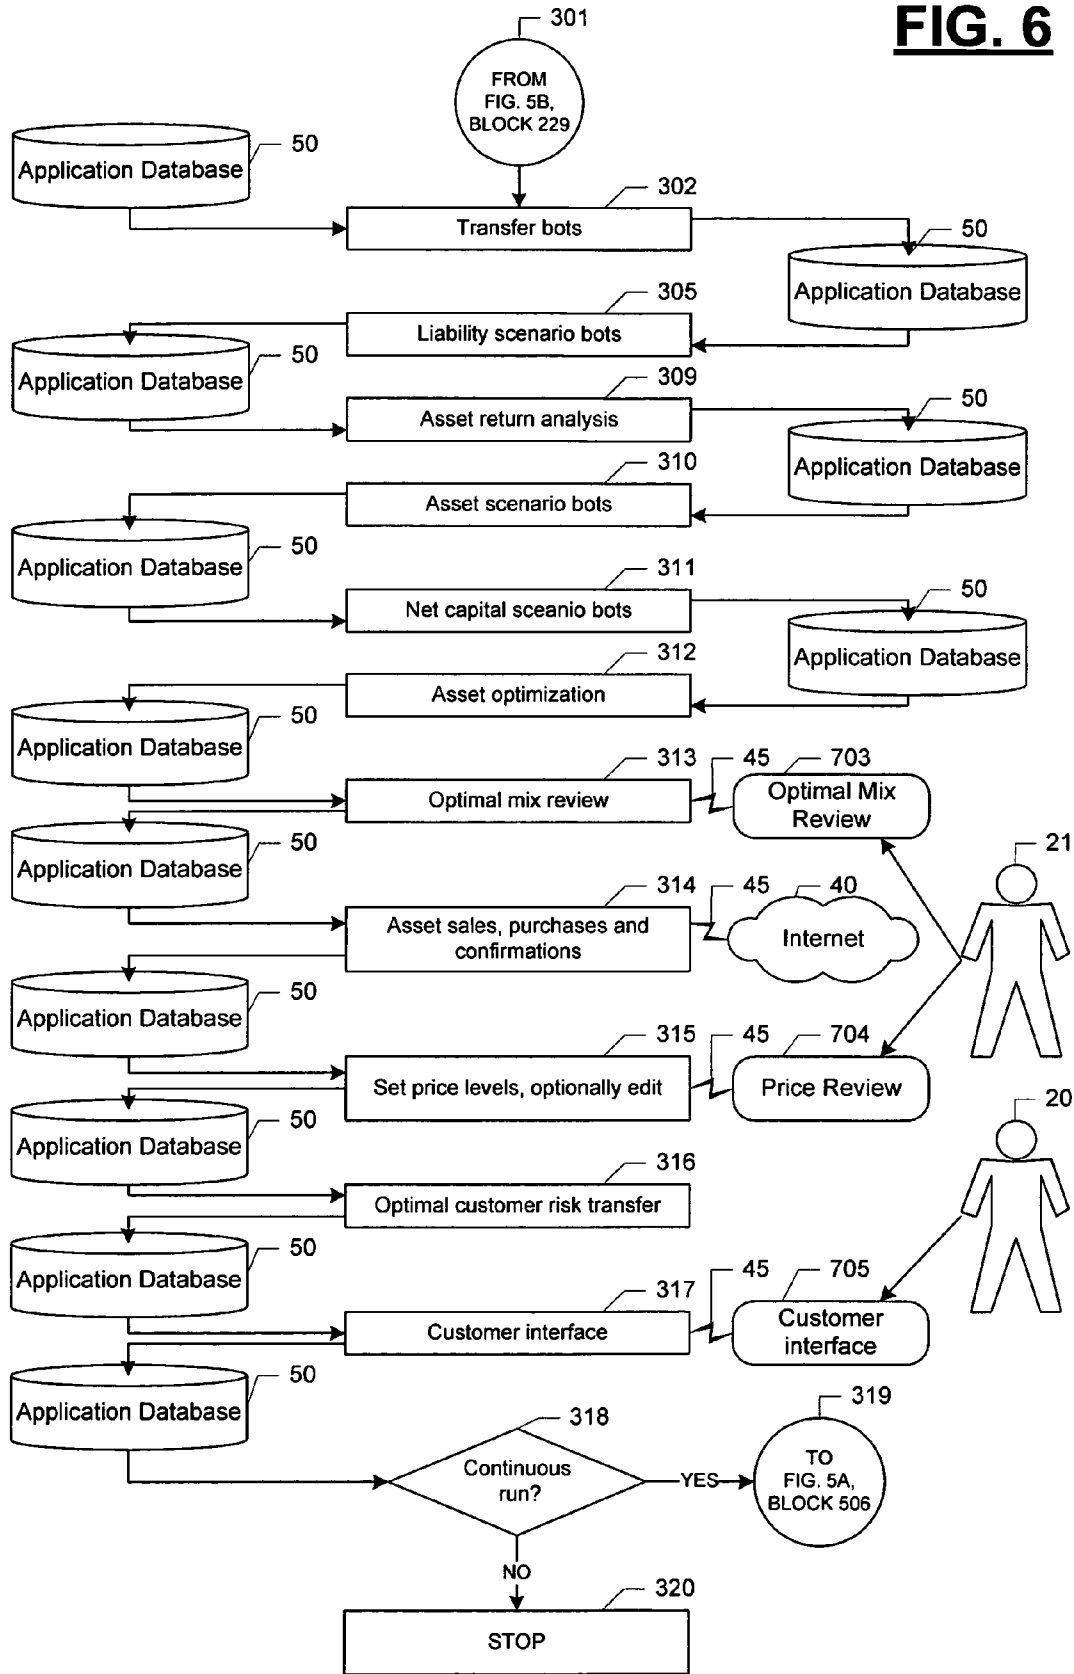 FIG. 6
301
FROM
FIG. 5B,
BLOCK 229
50
Application Database
302
Transfer bots
50
Application Database
305
Liability scenario bots
50
Application Database
309
Asset return analysis
50
Application Database
310
Asset scenario bots
50
Application Database
311
Net capital sceanio bots
50
Application Database
312
Asset optimization
50
Application Database
313
Optimal mix review
45
703
Optimal Mix
Review
50
Application Database
21
314
Asset sales, purchases and
confirmations
45
40
Internet
50
Application Database
315
Set price levels, optionally edit
45
704
Price Review
50
Application Database
20
316
Optimal customer risk transfer
50
Application Database
317
Customer interface
45
705
Customer
interface
50
Application Database
318
Continuous
run?
YES
319
TO
FIG. 5A,
BLOCK 506
NO
320
STOP